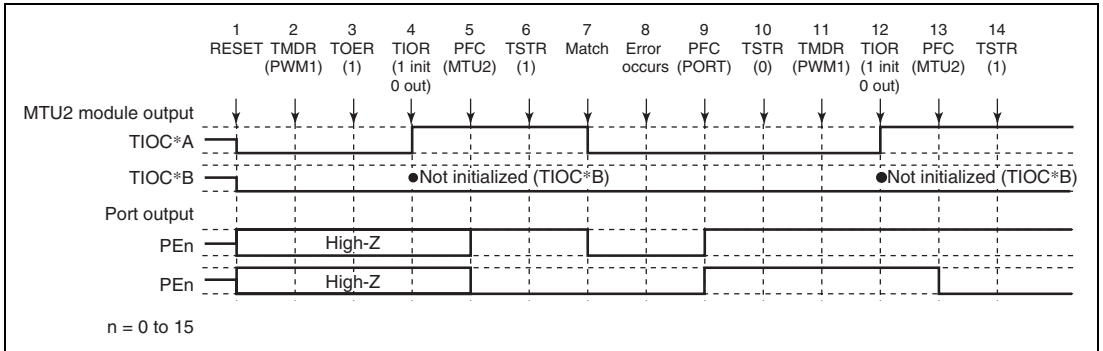 1 2 3 4 5 6 7 8 9 10 11 12 13 14
RESET TMDR TOER TIOR PFC TSTR Match Error PFC TSTR TMDR TIOR PFC TSTR
(PWM1) (1) (1 init (MTU2) (1) occurs (PORT) (0) (PWM1) (1 init (MTU2) (1)
0 out) 0 out)
MTU2 module output
TIOC*A
TIOC*B ●Not initialized (TIOC*B) ●Not initialized (TIOC*B)
Port output
PEn High-Z
PEn High-Z
n = 0 to 15